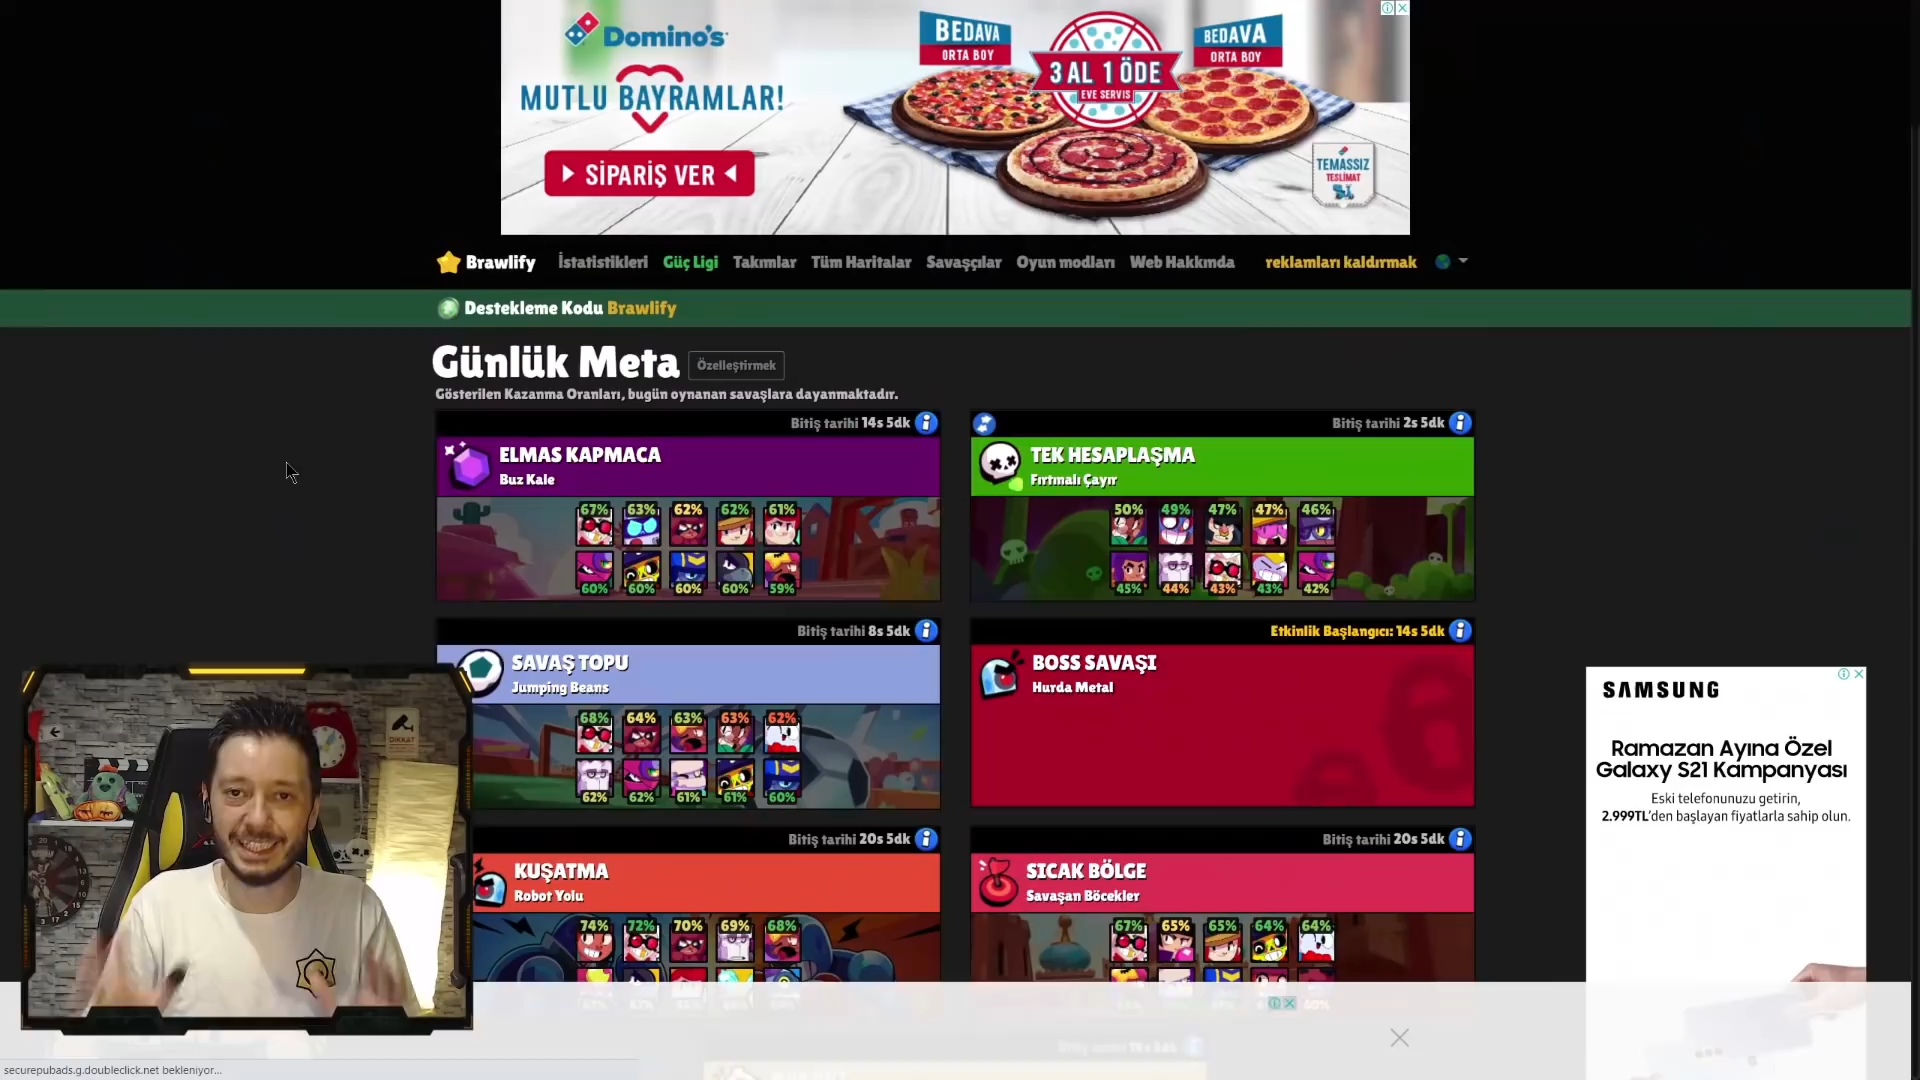 Domino's
MUTLU BAYRAMLAR!
SİPARİŞ VER
BEDAVA
ORTA BOY
3 AL 1 ÖDE
EVE SERVİS
BEDAVA
ORTA BOY
TEMASSIZ
TESLİMAT
Brawlify İstatistikleri Güç Ligi Takımlar Tüm Haritalar Savaşçılar Oyun modları Web Hakkında reklamları kaldırmak
Destekleme Kodu Brawlify
Günlük Meta Özelleştirmek
Gösterilen Kazanma Oranları, bugün oynanan savaşlara dayanmaktadır.
Bitiş tarihi 14s 5dk
ELMAS KAPMACA
Buz Kale
67% 63% 62% 62% 61%
60% 60% 60% 60% 59%
Bitiş tarihi 2s 5dk
TEK HESAPLAŞMA
Fırtınalı Çayır
50% 49% 47% 47% 46%
45% 44% 43% 43% 42%
Bitiş tarihi 8s 5dk
SAVAŞ TOPU
Jumping Beans
68% 64% 63% 63% 62%
62% 62% 61% 61% 60%
Etkinlik Başlangıcı: 14s 5dk
BOSS SAVAŞI
Hurda Metal
Bitiş tarihi 20s 5dk
KUŞATMA
Robot Yolu
74% 72% 70% 69% 68%
Bitiş tarihi 20s 5dk
SICAK BÖLGE
Savaşan Böcekler
67% 65% 65% 64% 64%
SAMSUNG
Ramazan Ayına Özel
Galaxy S21 Kampanyası
Eski telefonunuzu getirin,
2.999TL'den başlayan fiyatlarla sahip olun.
DİKKAT
securepubads.g.doubleclick.net bekleniyor...